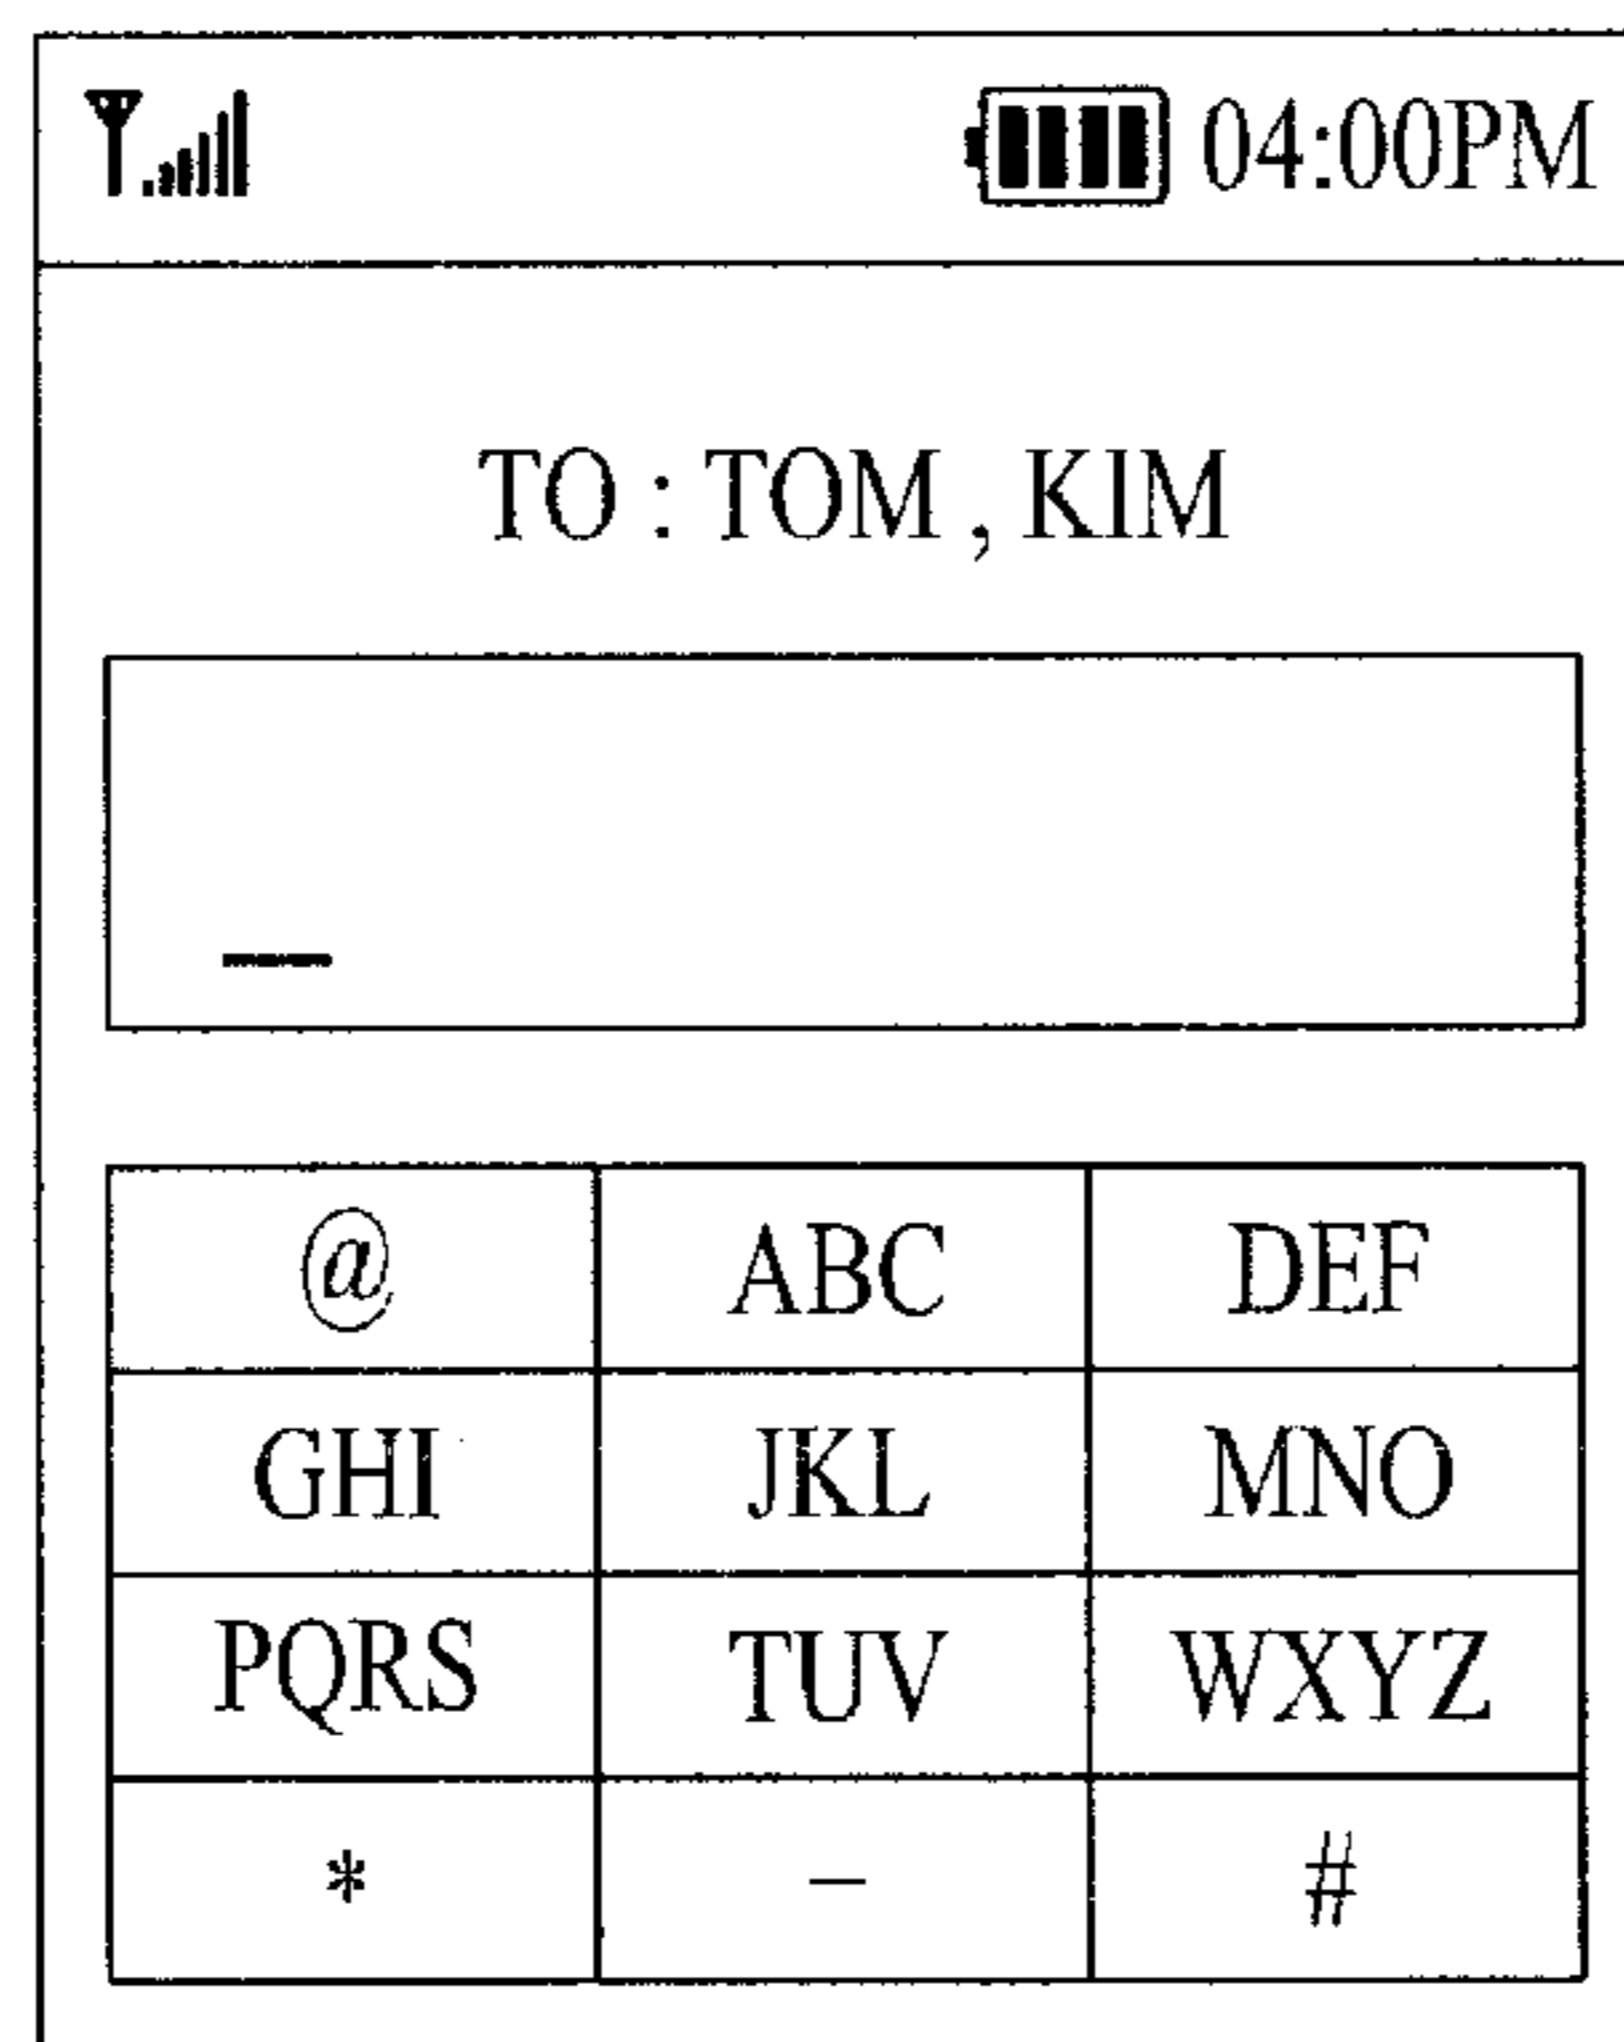 04:00PM
TO : TOM , KIM
_
@ ABC DEF
GHI JKL MNO
PQRS TUV WXYZ
* – #